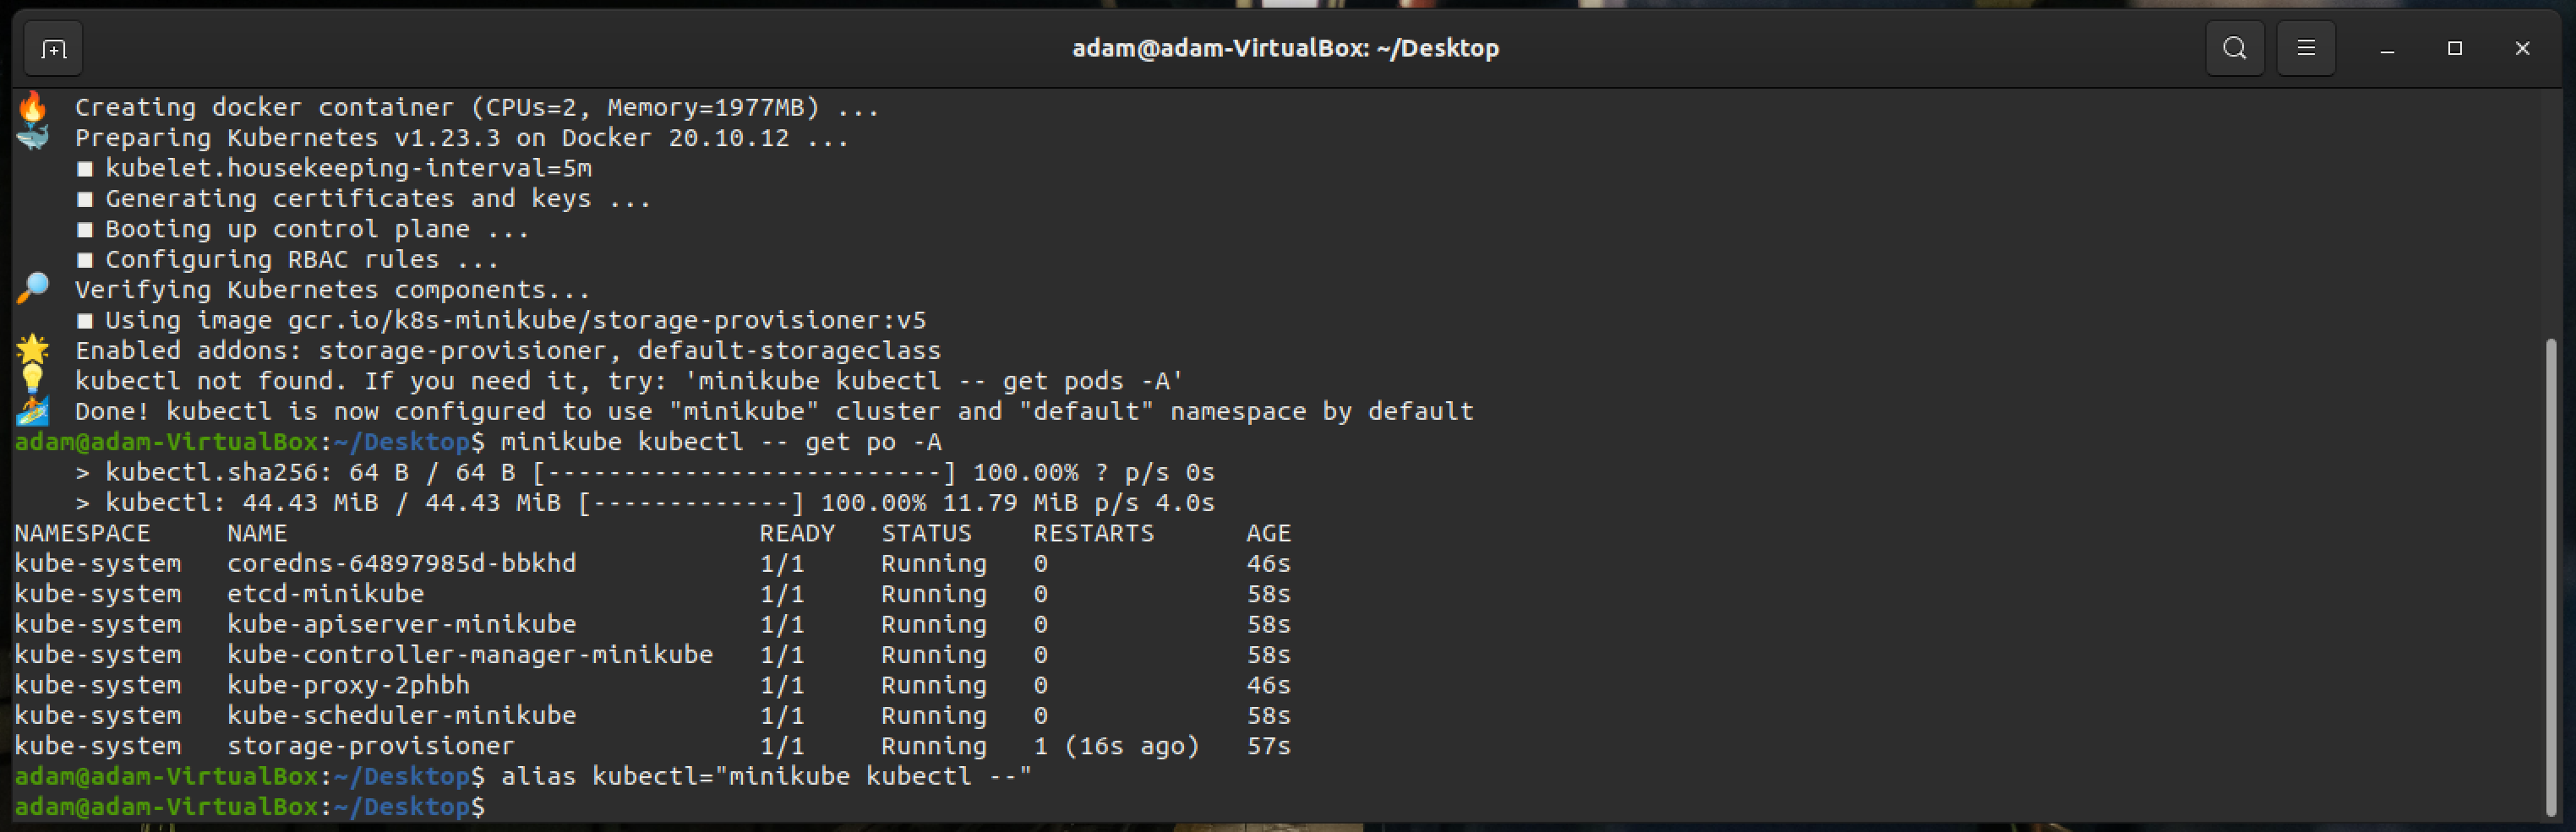 adam@adam-VirtualBox: ~/Desktop
Creating docker container (CPUs=2, Memory=1977MB) ...
Preparing Kubernetes v1.23.3 on Docker 20.10.12 ...
■ kubelet.housekeeping-interval=5m
■ Generating certificates and keys ...
■ Booting up control plane ...
■ Configuring RBAC rules ...
Verifying Kubernetes components...
■ Using image gcr.io/k8s-minikube/storage-provisioner:v5
Enabled addons: storage-provisioner, default-storageclass
kubectl not found. If you need it, try: 'minikube kubectl -- get pods -A'
Done! kubectl is now configured to use "minikube" cluster and "default" namespace by default
adam@adam-VirtualBox:~/Desktop$ minikube kubectl -- get po -A
> kubectl.sha256: 64 B / 64 B [--------------------------] 100.00% ? p/s 0s
> kubectl: 44.43 MiB / 44.43 MiB [-------------] 100.00% 11.79 MiB p/s 4.0s
NAMESPACE     NAME                               READY   STATUS    RESTARTS      AGE
kube-system   coredns-64897985d-bbkhd            1/1     Running   0             46s
kube-system   etcd-minikube                      1/1     Running   0             58s
kube-system   kube-apiserver-minikube            1/1     Running   0             58s
kube-system   kube-controller-manager-minikube   1/1     Running   0             58s
kube-system   kube-proxy-2phbh                   1/1     Running   0             46s
kube-system   kube-scheduler-minikube            1/1     Running   0             58s
kube-system   storage-provisioner                1/1     Running   1 (16s ago)   57s
adam@adam-VirtualBox:~/Desktop$ alias kubectl="minikube kubectl --"
adam@adam-VirtualBox:~/Desktop$